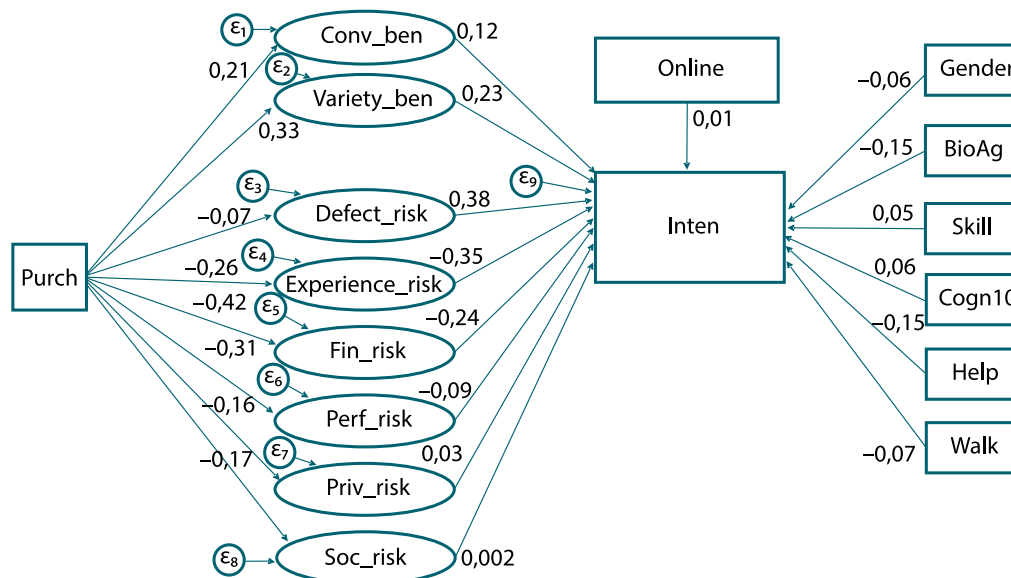 ε1
Conv_ben
0,12
0,21
ε2
Variety_ben
0,23
0,33
Online
0,01
–0,06
Gender
–0,15
BioAg
ε3
Defect_risk
0,38
–0,07
ε9
Inten
0,05
Skill
Purch
–0,26
ε4
Experience_risk
–0,35
0,06
Cogn10
–0,42
ε5
Fin_risk
–0,24
–0,15
Help
–0,31
ε6
Perf_risk
–0,09
–0,16
ε7
Priv_risk
0,03
–0,07
Walk
–0,17
ε8
Soc_risk
0,002